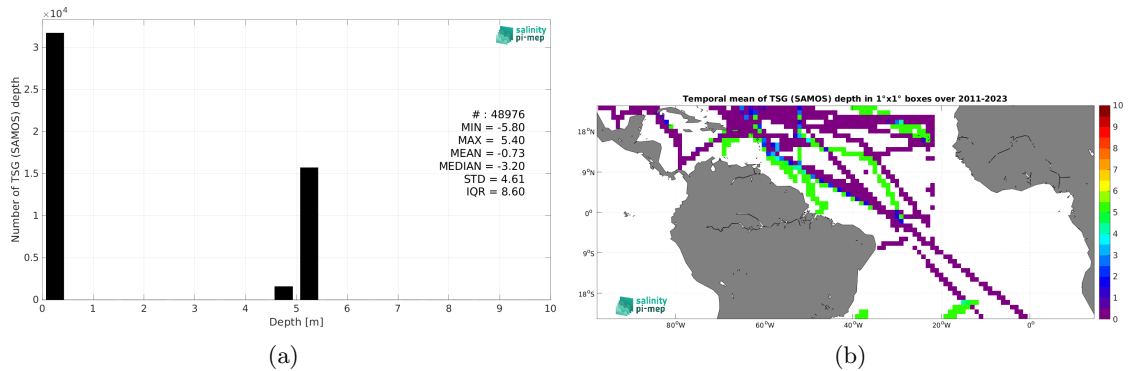 ×10⁴
3
2.5
2
1.5
1
0.5
0
Number of TSG (SAMOS) depth
0 1 2 3 4 5 6 7 8 9 10
Depth [m]
salinity
pi-mep
# : 48976
MIN = -5.80
MAX = 5.40
MEAN = -0.73
MEDIAN = -3.20
STD = 4.61
IQR = 8.60
(a)
Temporal mean of TSG (SAMOS) depth in 1°x1° boxes over 2011-2023
18°N
9°N
0°
9°S
18°S
80°W 60°W 40°W 20°W 0°
salinity
pi-mep
10
9
8
7
6
5
4
3
2
1
0
(b)